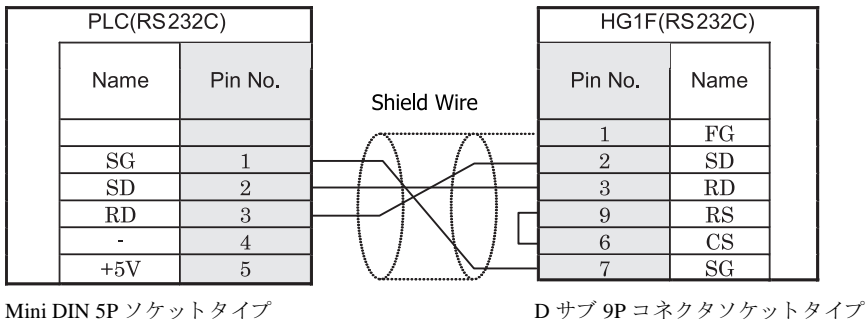 PLC(RS232C)
HG1F(RS232C)
Name Pin No.
Pin No. Name
Shield Wire
1 FG
SG 1
2 SD
SD 2
3 RD
RD 3
9 RS
- 4
6 CS
+5V 5
7 SG
Mini DIN 5P ソケットタイプ
D サブ 9P コネクタソケットタイプ